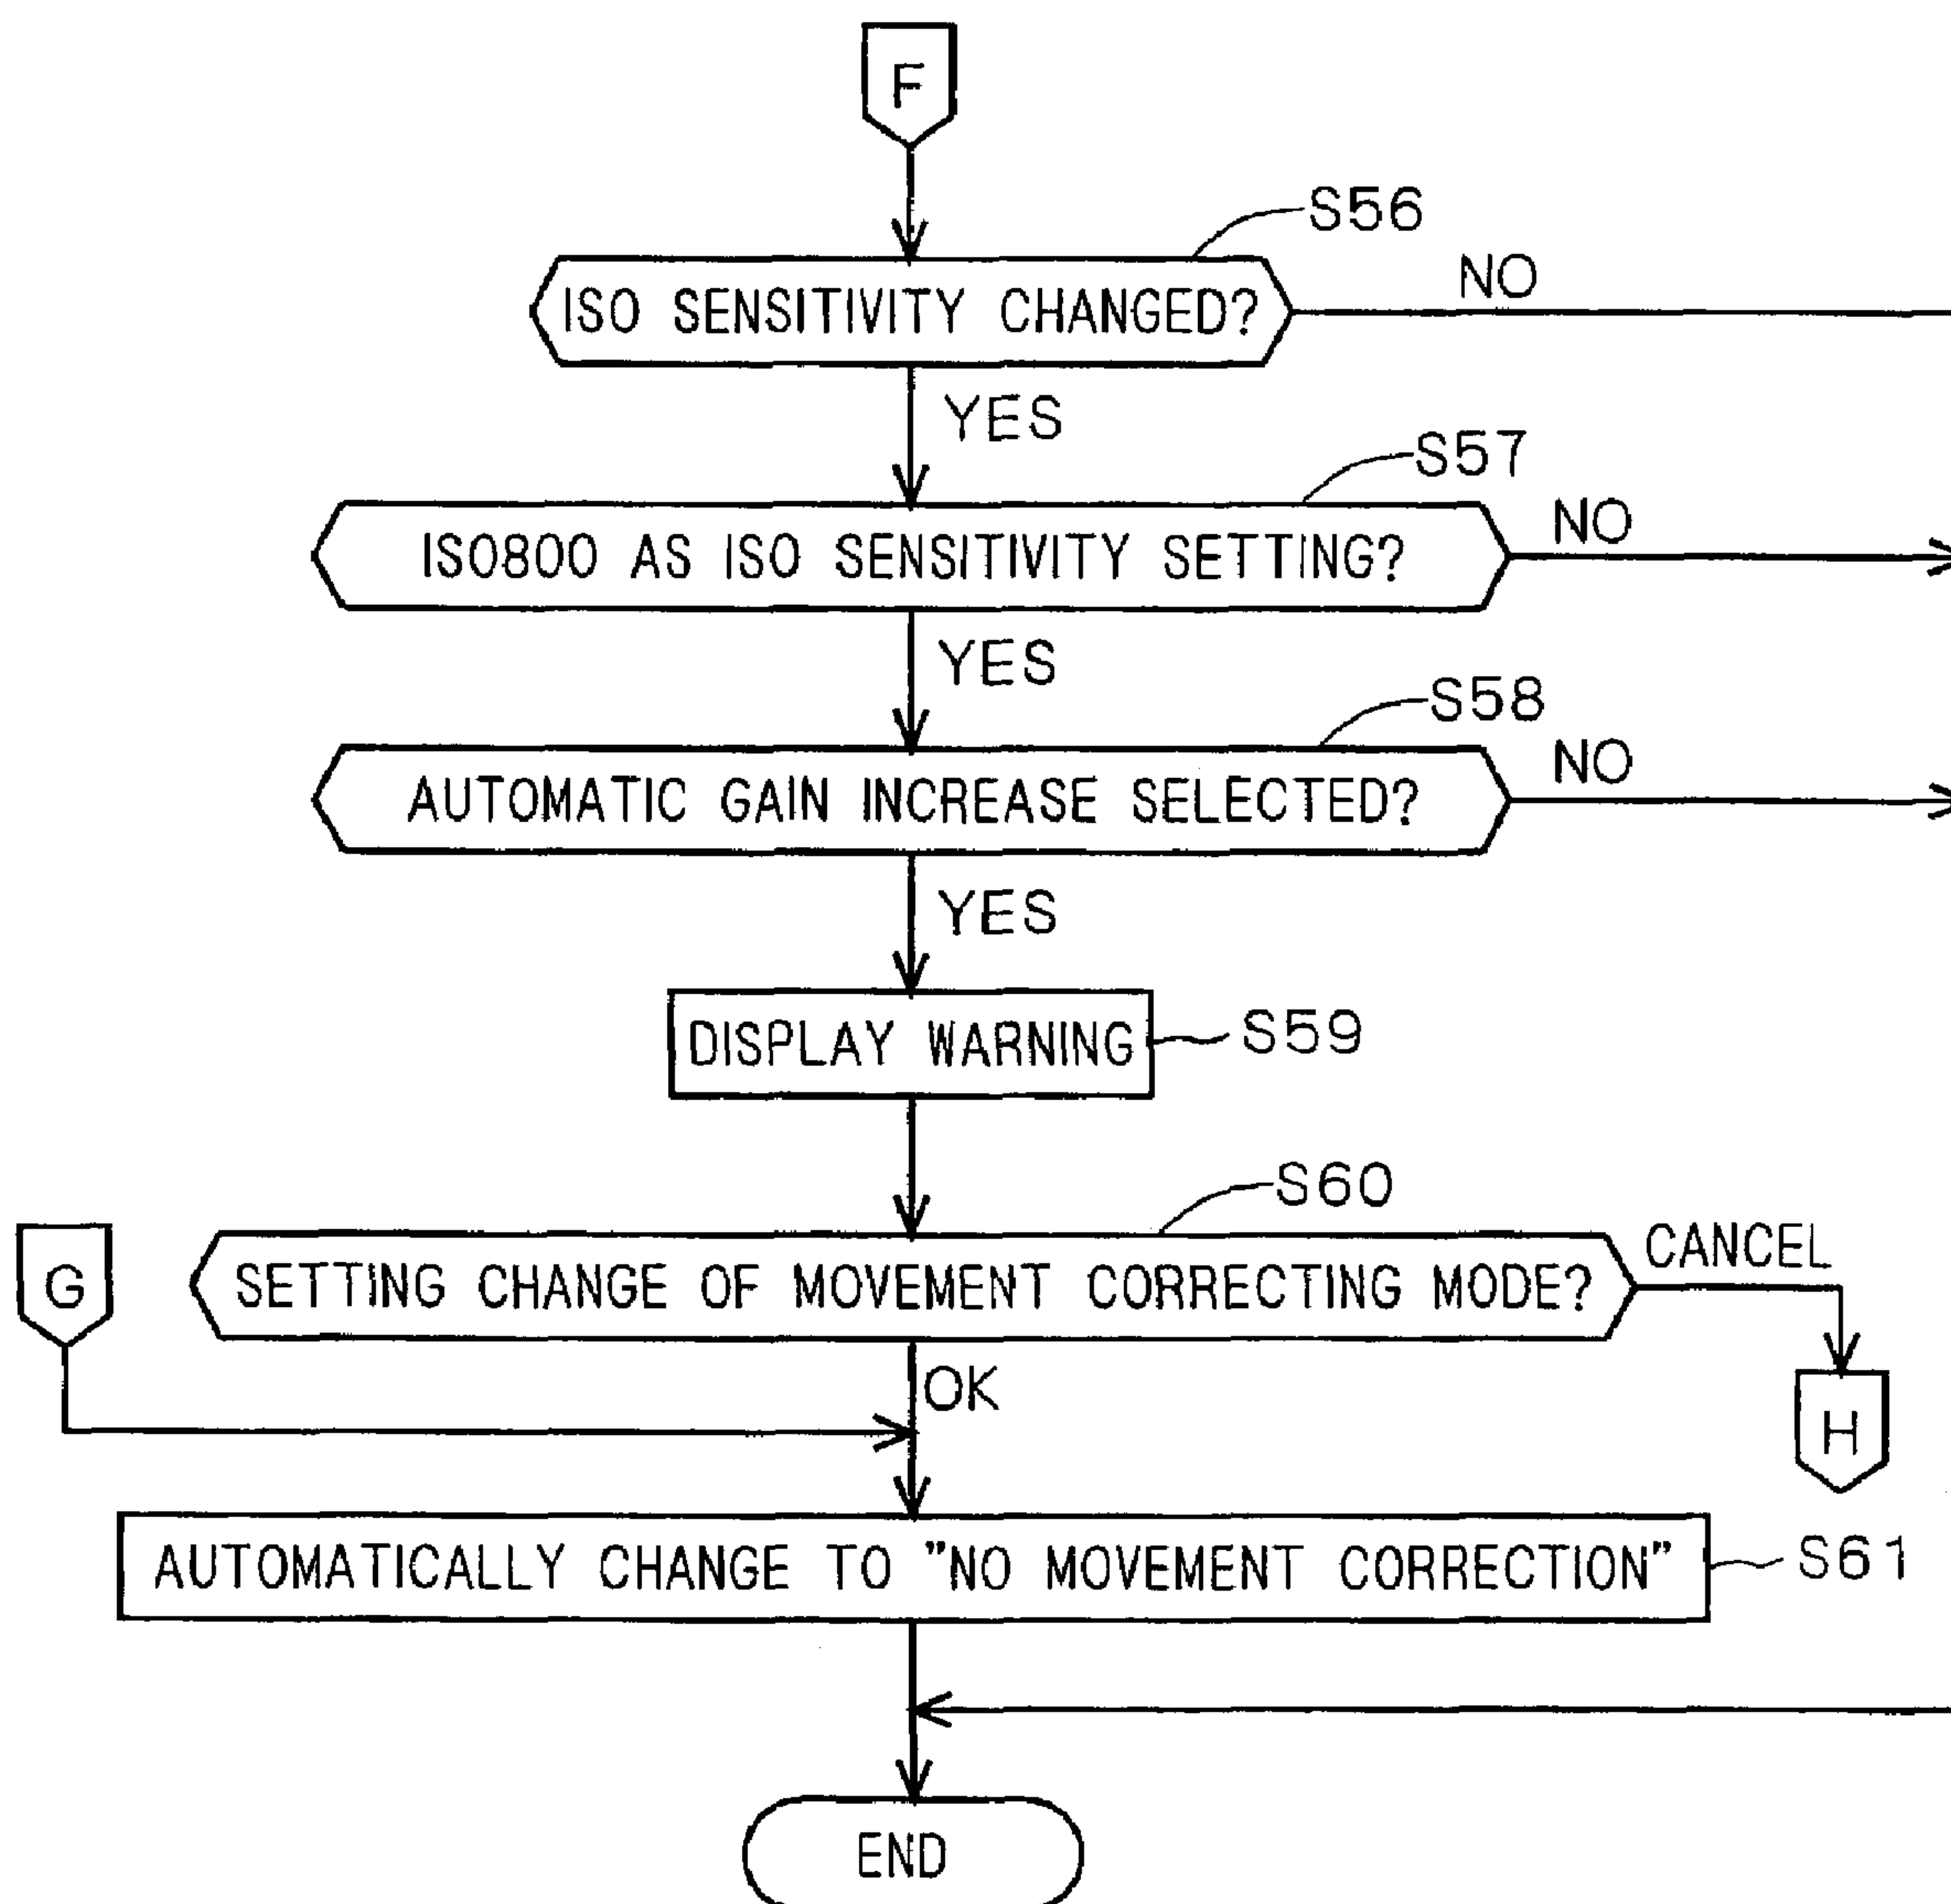 F
S56
ISO SENSITIVITY CHANGED?
NO
YES
S57
ISO800 AS ISO SENSITIVITY SETTING?
NO
YES
S58
AUTOMATIC GAIN INCREASE SELECTED?
NO
YES
DISPLAY WARNING
S59
S60
G
SETTING CHANGE OF MOVEMENT CORRECTING MODE?
CANCEL
OK
H
AUTOMATICALLY CHANGE TO "NO MOVEMENT CORRECTION"
S61
END